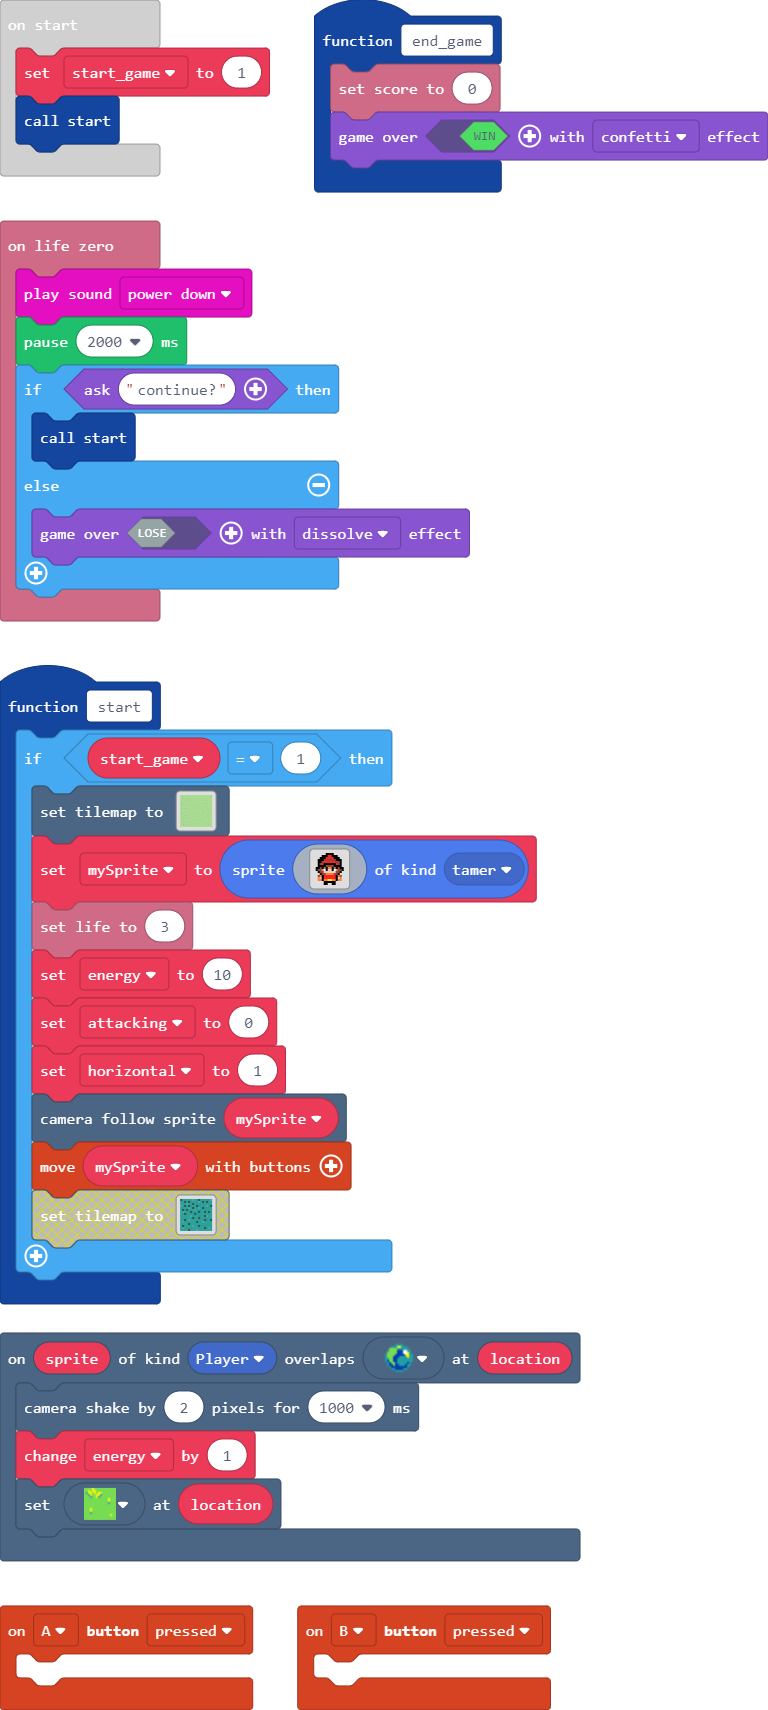 on start
set start_game to 1
call start
function end_game
set score to 0
game over WIN with confetti effect
on life zero
play sound power down
pause 2000 ms
if ask "continue?" then
call start
else
game over LOSE with dissolve effect
function start
if start_game = 1 then
set tilemap to
set mySprite to sprite of kind tamer
set life to 3
set energy to 10
set attacking to 0
set horizontal to 1
camera follow sprite mySprite
move mySprite with buttons
set tilemap to
on sprite of kind Player overlaps at location
camera shake by 2 pixels for 1000 ms
change energy by 1
set at location
on A button pressed
on B button pressed